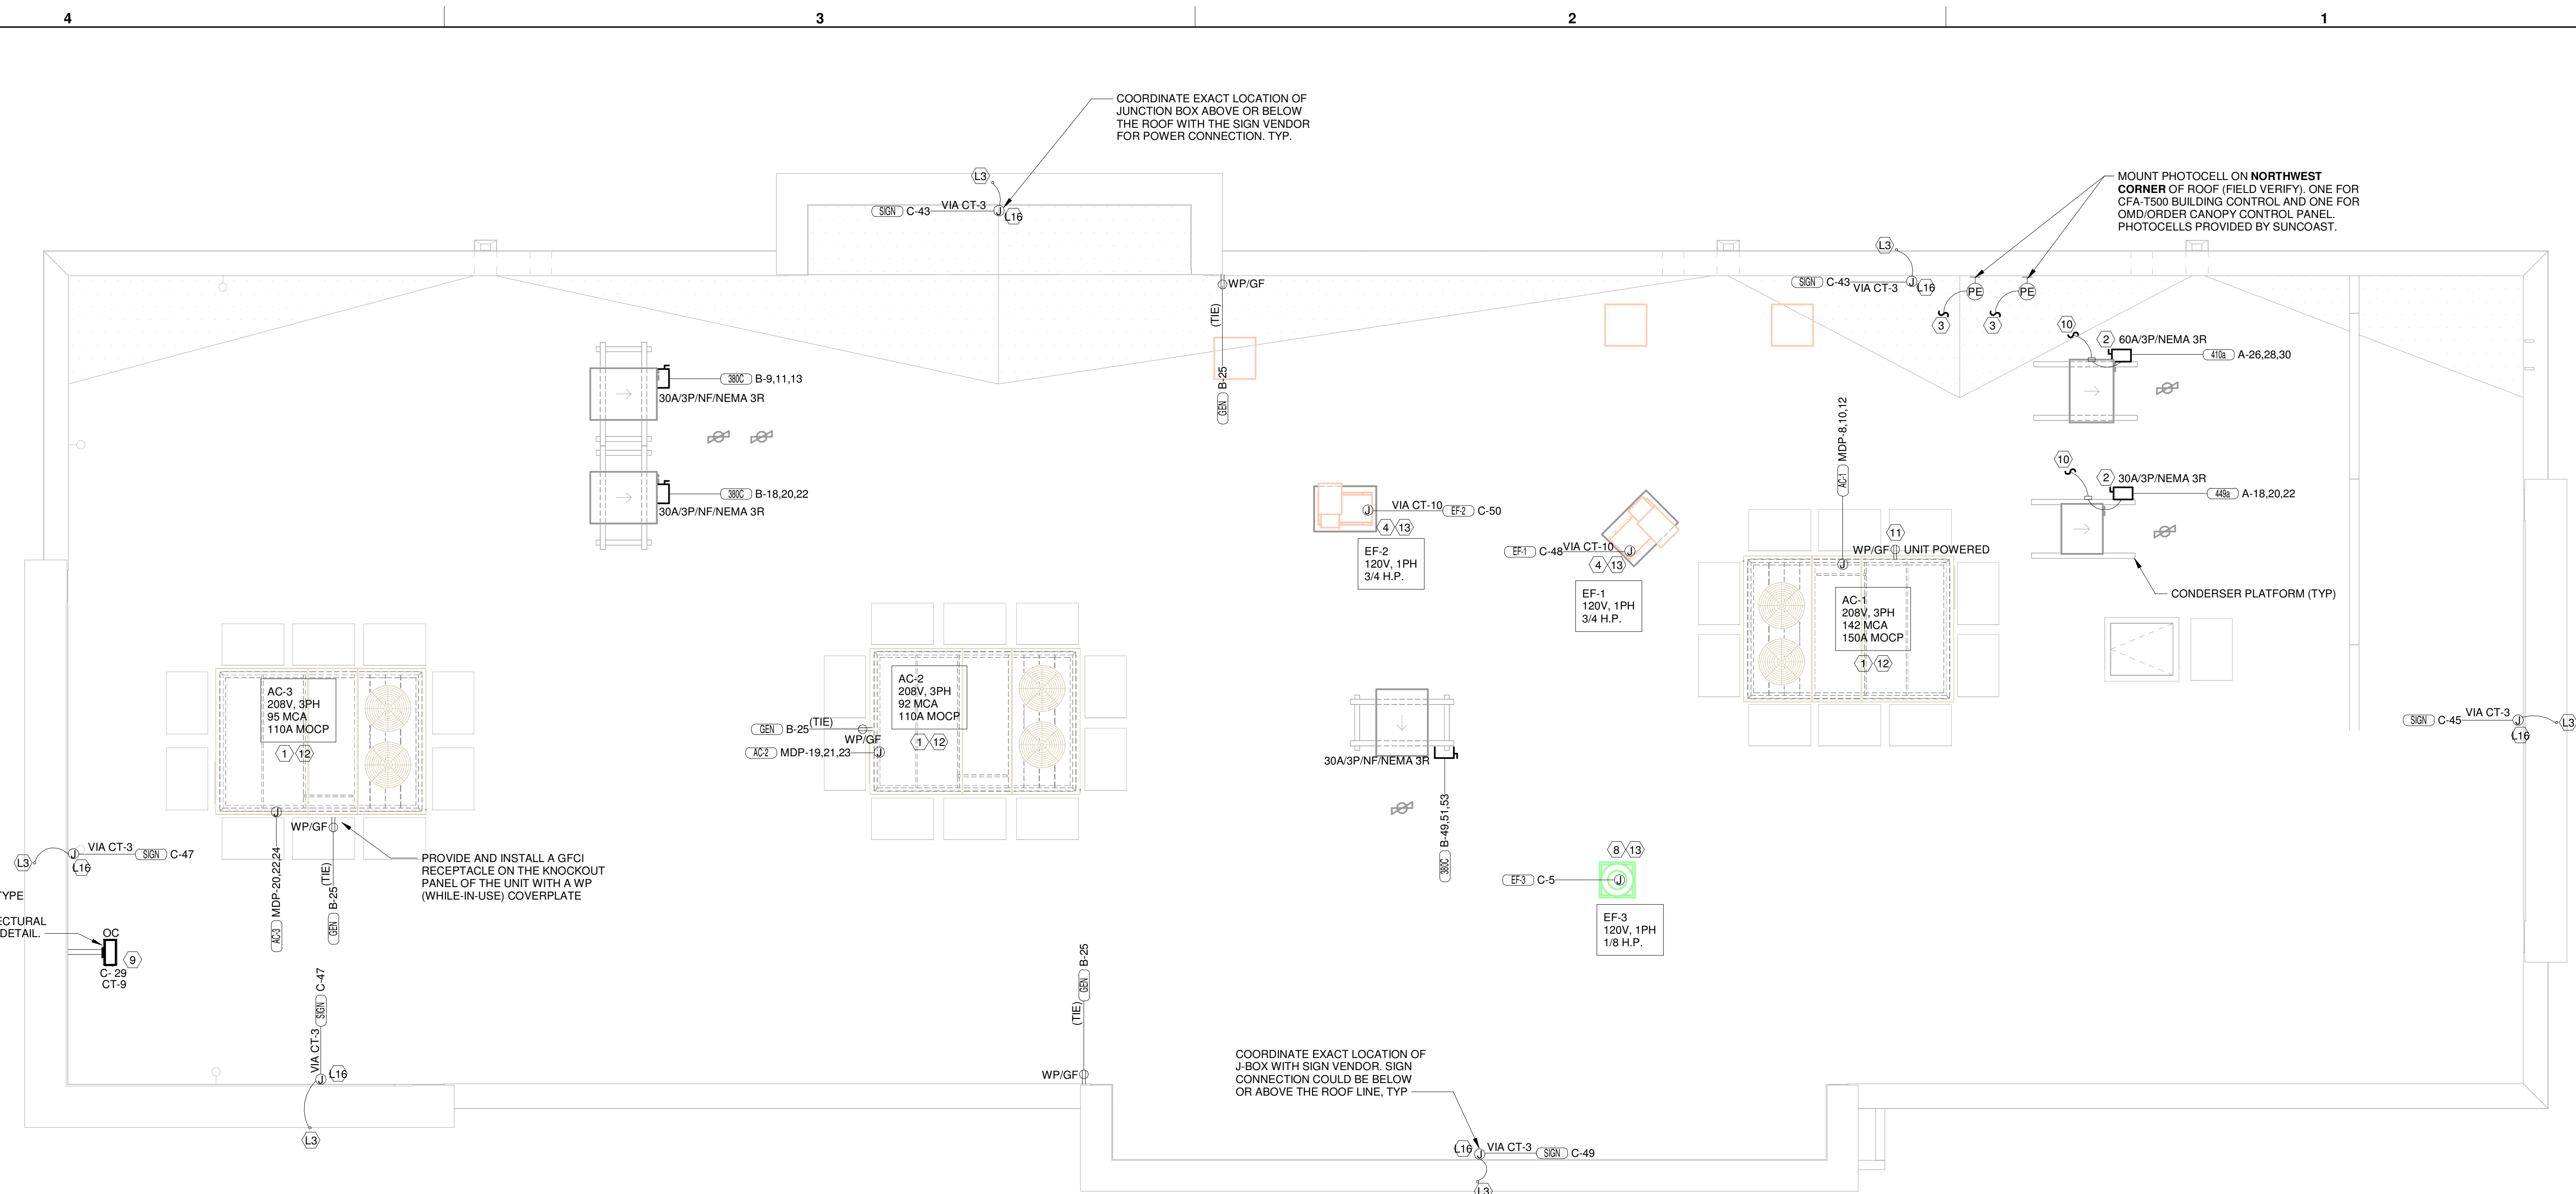 4
3
2
1
COORDINATE EXACT LOCATION OF
JUNCTION BOX ABOVE OR BELOW
THE ROOF WITH THE SIGN VENDOR
FOR POWER CONNECTION. TYP.
L3
SIGN C-43 VIA CT-3 J L16
MOUNT PHOTOCELL ON NORTHWEST
CORNER OF ROOF (FIELD VERIFY). ONE FOR
CFA-T500 BUILDING CONTROL AND ONE FOR
OMD/ORDER CANOPY CONTROL PANEL.
PHOTOCELLS PROVIDED BY SUNCOAST.
L3
SIGN C-43 VIA CT-3 J L16
PE PE
3 3
WP/GF
(TIE)
GEN B-25
10
2 60A/3P/NEMA 3R
410a A-26,28,30
380C B-9,11,13
30A/3P/NF/NEMA 3R
380C B-18,20,22
30A/3P/NF/NEMA 3R
10
2 30A/3P/NEMA 3R
449a A-18,20,22
CONDERSER PLATFORM (TYP)
J VIA CT-10 EF-2 C-50
4 13
EF-2
120V, 1PH
3/4 H.P.
EF-1 C-48 VIA CT-10 J
4 13
EF-1
120V, 1PH
3/4 H.P.
AC-1 MDP-8,10,12
J
11
WP/GF UNIT POWERED
AC-1
208V, 3PH
142 MCA
150A MOCP
1 12
AC-2
208V, 3PH
92 MCA
110A MOCP
1 12
GEN B-25 (TIE)
WP/GF
AC-2 MDP-19,21,23 J
AC-3
208V, 3PH
95 MCA
110A MOCP
1 12
J
AC-3 MDP-20,22,24
WP/GF
(TIE)
GEN B-25
PROVIDE AND INSTALL A GFCI
RECEPTACLE ON THE KNOCKOUT
PANEL OF THE UNIT WITH A WP
(WHILE-IN-USE) COVERPLATE
30A/3P/NF/NEMA 3R
380C B-49,51,53
SIGN C-45 VIA CT-3 J L3
L16
L3 J VIA CT-3 SIGN C-47
L16
TYPE
ECTURAL
DETAIL.
OC
9
C- 29
CT-9
8 13
EF-3 C-5 J
EF-3
120V, 1PH
1/8 H.P.
SIGN C-47
VIA CT-3
J L16
L3
GEN B-25
(TIE)
WP/GF
COORDINATE EXACT LOCATION OF
J-BOX WITH SIGN VENDOR. SIGN
CONNECTION COULD BE BELOW
OR ABOVE THE ROOF LINE, TYP
L16 J VIA CT-3 SIGN C-49
L3